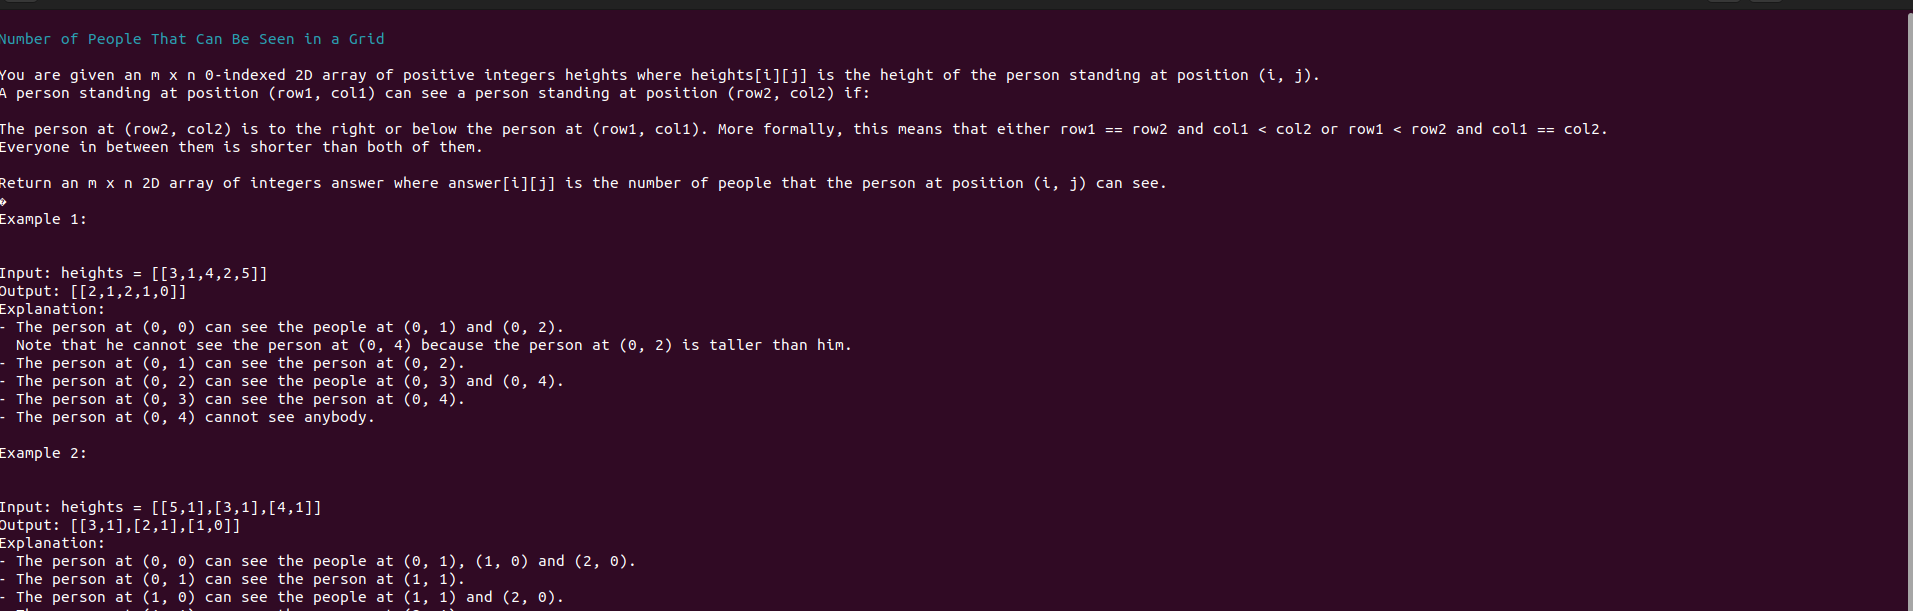 Number of People That Can Be Seen in a Grid
You are given an m x n 0-indexed 2D array of positive integers heights where heights[i][j] is the height of the person standing at position (i, j).
A person standing at position (row1, col1) can see a person standing at position (row2, col2) if:
The person at (row2, col2) is to the right or below the person at (row1, col1). More formally, this means that either row1 == row2 and col1 < col2 or row1 < row2 and col1 == col2.
Everyone in between them is shorter than both of them.
Return an m x n 2D array of integers answer where answer[i][j] is the number of people that the person at position (i, j) can see.
�
Example 1:
Input: heights = [[3,1,4,2,5]]
Output: [[2,1,2,1,0]]
Explanation:
- The person at (0, 0) can see the people at (0, 1) and (0, 2).
Note that he cannot see the person at (0, 4) because the person at (0, 2) is taller than him.
- The person at (0, 1) can see the person at (0, 2).
- The person at (0, 2) can see the people at (0, 3) and (0, 4).
- The person at (0, 3) can see the person at (0, 4).
- The person at (0, 4) cannot see anybody.
Example 2:
Input: heights = [[5,1],[3,1],[4,1]]
Output: [[3,1],[2,1],[1,0]]
Explanation:
- The person at (0, 0) can see the people at (0, 1), (1, 0) and (2, 0).
- The person at (0, 1) can see the person at (1, 1).
- The person at (1, 0) can see the people at (1, 1) and (2, 0).